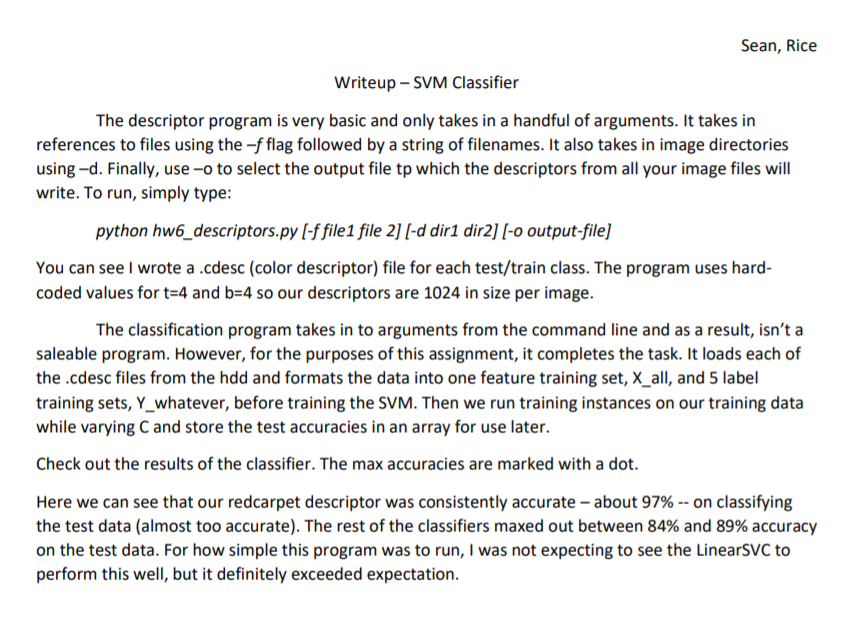 Sean, Rice
Writeup – SVM Classifier
The descriptor program is very basic and only takes in a handful of arguments. It takes in
references to files using the –f flag followed by a string of filenames. It also takes in image directories
using –d. Finally, use –o to select the output file tp which the descriptors from all your image files will
write. To run, simply type:
python hw6_descriptors.py [-f file1 file 2] [-d dir1 dir2] [-o output-file]
You can see I wrote a .cdesc (color descriptor) file for each test/train class. The program uses hard-
coded values for t=4 and b=4 so our descriptors are 1024 in size per image.
The classification program takes in to arguments from the command line and as a result, isn’t a
saleable program. However, for the purposes of this assignment, it completes the task. It loads each of
the .cdesc files from the hdd and formats the data into one feature training set, X_all, and 5 label
training sets, Y_whatever, before training the SVM. Then we run training instances on our training data
while varying C and store the test accuracies in an array for use later.
Check out the results of the classifier. The max accuracies are marked with a dot.
Here we can see that our redcarpet descriptor was consistently accurate – about 97% -- on classifying
the test data (almost too accurate). The rest of the classifiers maxed out between 84% and 89% accuracy
on the test data. For how simple this program was to run, I was not expecting to see the LinearSVC to
perform this well, but it definitely exceeded expectation.